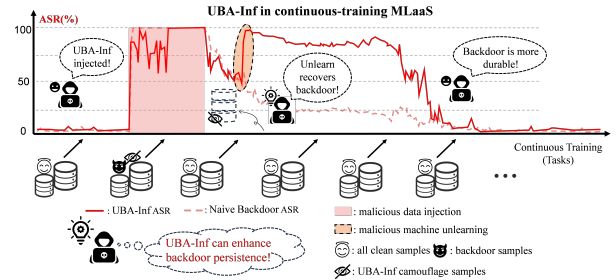 UBA-Inf in continuous-training MLaaS
ASR(%)
100
50
0
UBA-Inf
injected!
Unlearn
recovers
backdoor!
Backdoor is more
durable!
Continuous Training
(Tasks)
: UBA-Inf ASR
: Naive Backdoor ASR
: malicious data injection
: malicious machine unlearning
: all clean samples
: backdoor samples
: UBA-Inf camouflage samples
UBA-Inf can enhance
backdoor persistence!